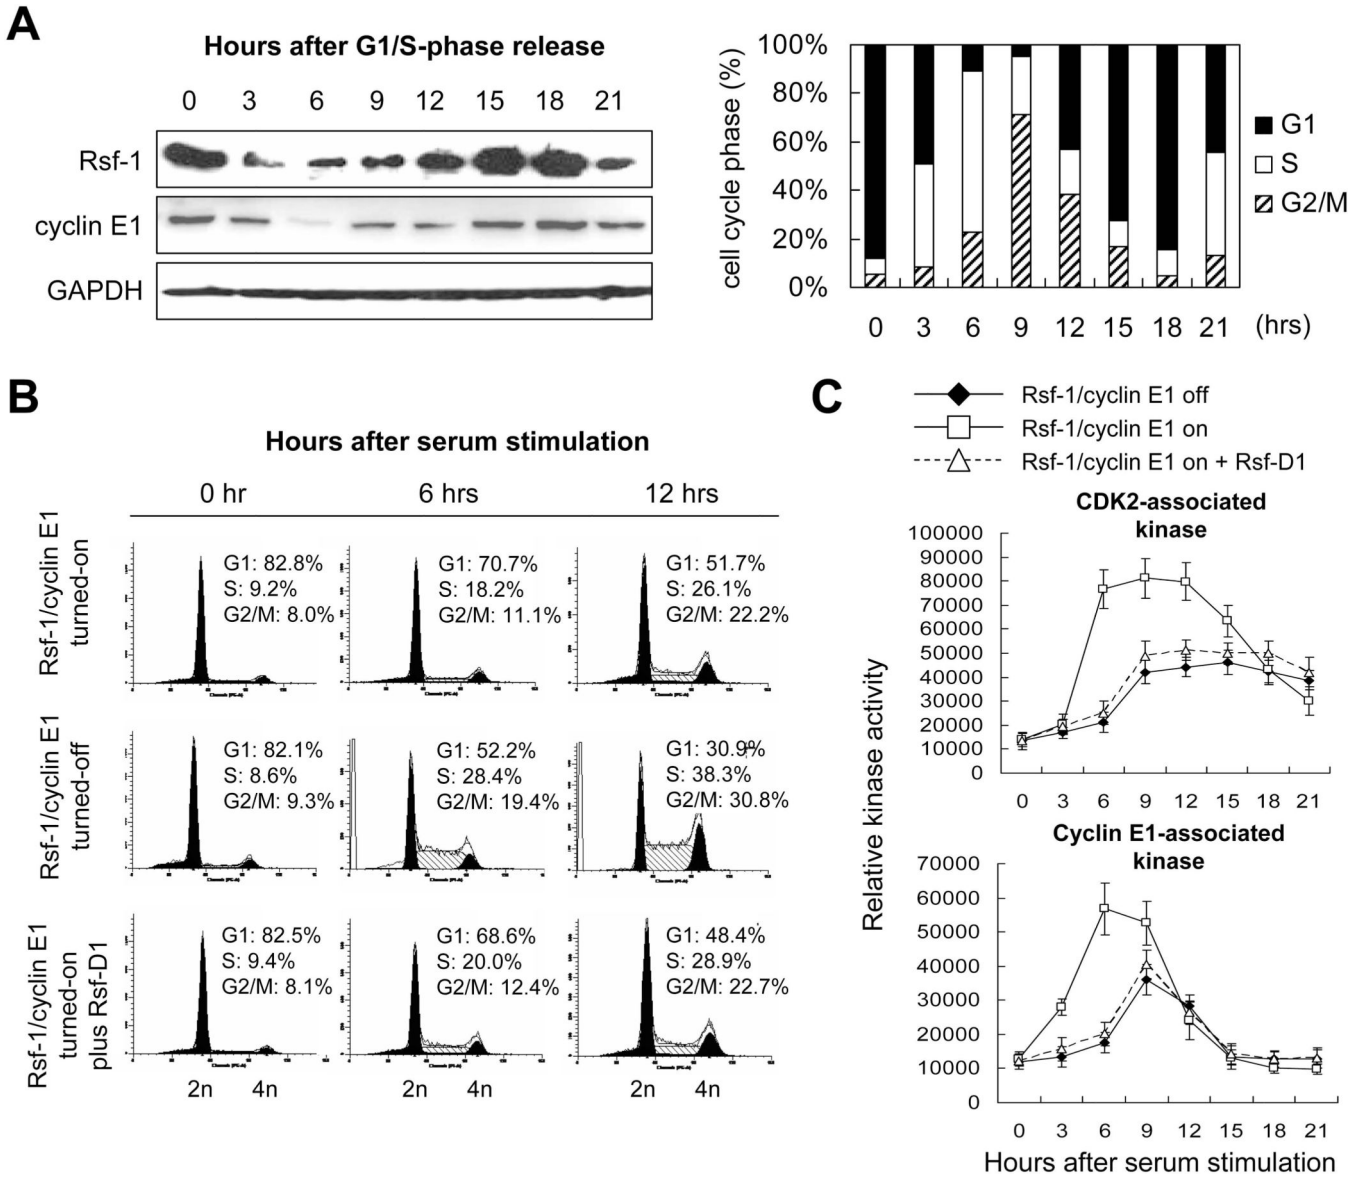 A
Hours after G1/S-phase release
0 3 6 9 12 15 18 21
Rsf-1
cyclin E1
GAPDH
cell cycle phase (%)
100%
80%
60%
40%
20%
0%
0 3 6 9 12 15 18 21 (hrs)
G1
S
G2/M
B
Hours after serum stimulation
0 hr 6 hrs 12 hrs
Rsf-1/cyclin E1
turned-on
G1: 82.8%
S: 9.2%
G2/M: 8.0%
G1: 70.7%
S: 18.2%
G2/M: 11.1%
G1: 51.7%
S: 26.1%
G2/M: 22.2%
Rsf-1/cyclin E1
turned-off
G1: 82.1%
S: 8.6%
G2/M: 9.3%
G1: 52.2%
S: 28.4%
G2/M: 19.4%
G1: 30.9%
S: 38.3%
G2/M: 30.8%
Rsf-1/cyclin E1
turned-on
plus Rsf-D1
G1: 82.5%
S: 9.4%
G2/M: 8.1%
G1: 68.6%
S: 20.0%
G2/M: 12.4%
G1: 48.4%
S: 28.9%
G2/M: 22.7%
2n 4n 2n 4n 2n 4n
C
Rsf-1/cyclin E1 off
Rsf-1/cyclin E1 on
Rsf-1/cyclin E1 on + Rsf-D1
Relative kinase activity
CDK2-associated
kinase
100000
90000
80000
70000
60000
50000
40000
30000
20000
10000
0
0 3 6 9 12 15 18 21
Cyclin E1-associated
kinase
70000
60000
50000
40000
30000
20000
10000
0
0 3 6 9 12 15 18 21
Hours after serum stimulation